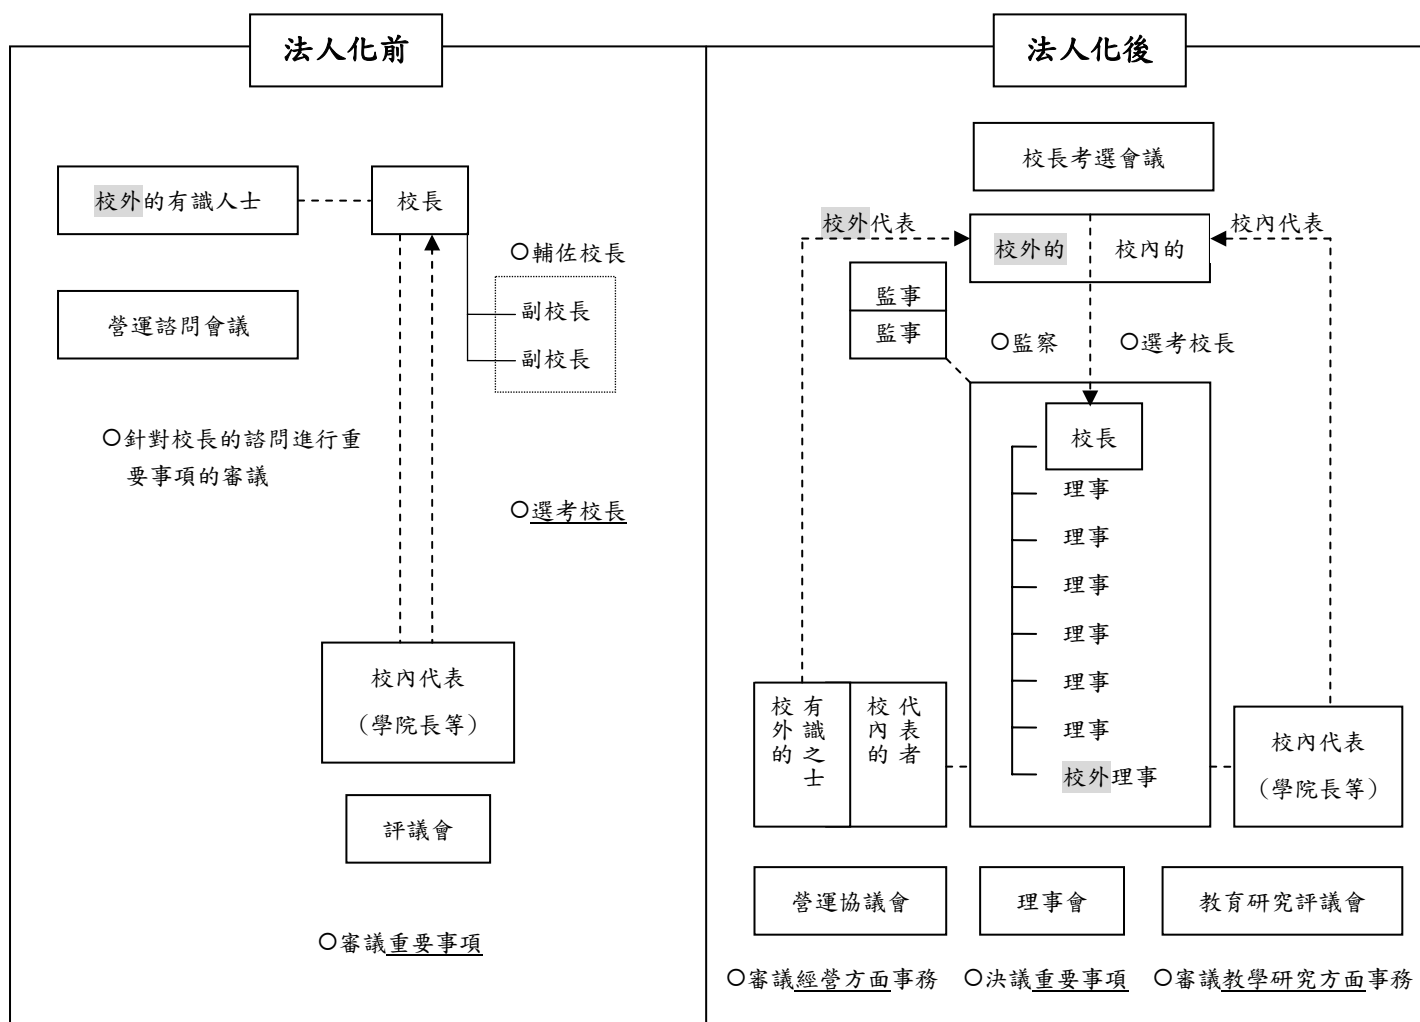 法人化前
校外的有識人士
校長
○輔佐校長
副校長
副校長
營運諮問會議
○針對校長的諮問進行重
要事項的審議
○選考校長
校內代表
（學院長等）
評議會
○審議重要事項
法人化後
校長考選會議
校外代表
校外的
校內的
校內代表
監事
監事
○監察
○選考校長
校長
理事
理事
理事
理事
理事
理事
校外理事
校外的
有識之士
校內的
代表者
校內代表
（學院長等）
營運協議會
理事會
教育研究評議會
○審議經營方面事務
○決議重要事項
○審議教學研究方面事務